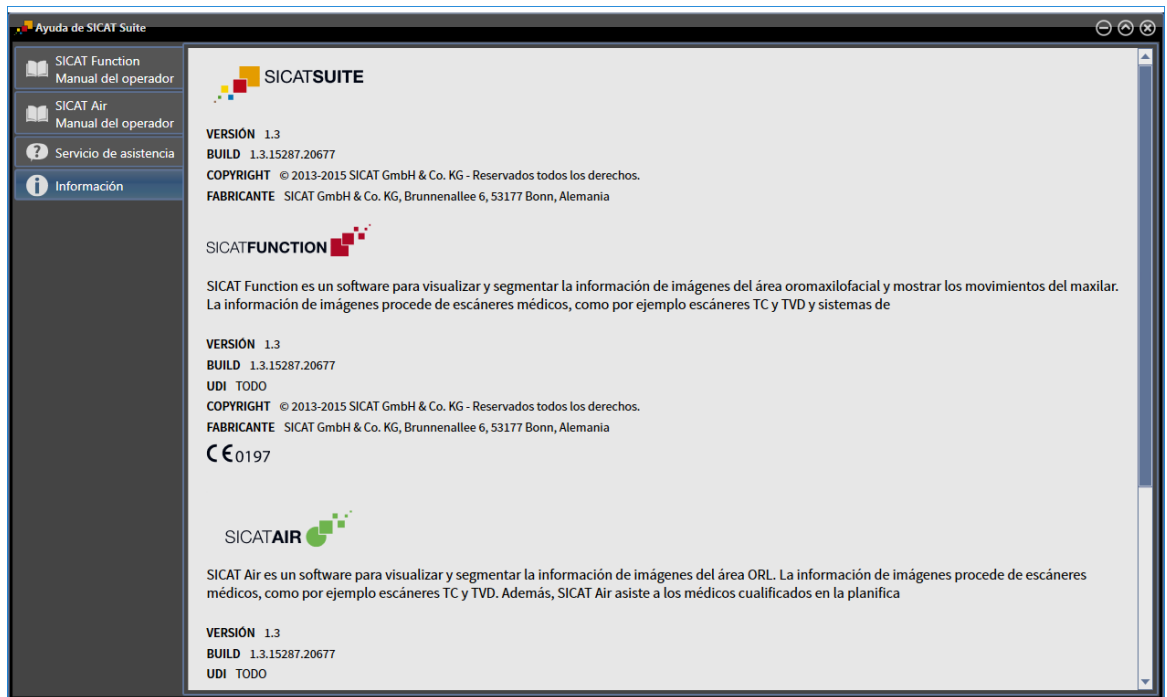 Ayuda de SICAT Suite
SICAT Function
Manual del operador
SICAT Air
Manual del operador
Servicio de asistencia
Información
SICATSUITE
VERSIÓN 1.3
BUILD 1.3.15287.20677
COPYRIGHT © 2013-2015 SICAT GmbH & Co. KG - Reservados todos los derechos.
FABRICANTE SICAT GmbH & Co. KG, Brunnenallee 6, 53177 Bonn, Alemania
SICATFUNCTION
SICAT Function es un software para visualizar y segmentar la información de imágenes del área oromaxilofacial y mostrar los movimientos del maxilar.
La información de imágenes procede de escáneres médicos, como por ejemplo escáneres TC y TVD y sistemas de
VERSIÓN 1.3
BUILD 1.3.15287.20677
UDI TODO
COPYRIGHT © 2013-2015 SICAT GmbH & Co. KG - Reservados todos los derechos.
FABRICANTE SICAT GmbH & Co. KG, Brunnenallee 6, 53177 Bonn, Alemania
CE0197
SICATAIR
SICAT Air es un software para visualizar y segmentar la información de imágenes del área ORL. La información de imágenes procede de escáneres
médicos, como por ejemplo escáneres TC y TVD. Además, SICAT Air asiste a los médicos cualificados en la planifica
VERSIÓN 1.3
BUILD 1.3.15287.20677
UDI TODO